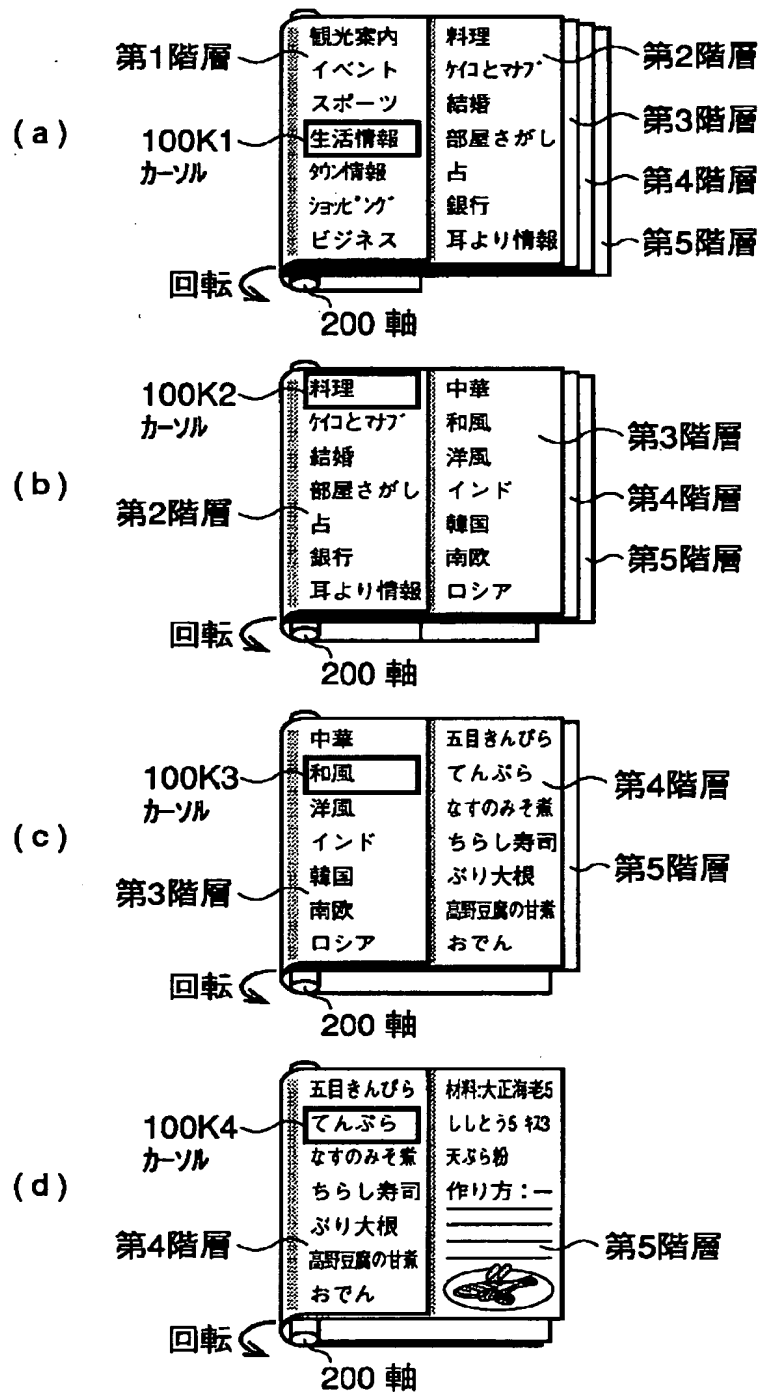 (a)
第1階層
100K1
カーソル
観光案内
イベント
スポーツ
生活情報
タウン情報
ショッピング
ビジネス
料理
ケイコとマナブ
結婚
部屋さがし
占
銀行
耳より情報
第2階層
第3階層
第4階層
第5階層
回転
200 軸
(b)
100K2
カーソル
第2階層
料理
ケイコとマナブ
結婚
部屋さがし
占
銀行
耳より情報
中華
和風
洋風
インド
韓国
南欧
ロシア
第3階層
第4階層
第5階層
回転
200 軸
(c)
100K3
カーソル
第3階層
中華
和風
洋風
インド
韓国
南欧
ロシア
五目きんぴら
てんぷら
なすのみそ煮
ちらし寿司
ぶり大根
高野豆腐の甘煮
おでん
第4階層
第5階層
回転
200 軸
(d)
100K4
カーソル
第4階層
五目きんぴら
てんぷら
なすのみそ煮
ちらし寿司
ぶり大根
高野豆腐の甘煮
おでん
材料:大正海老5
ししとう5 キス3
天ぷら粉
作り方:一
第5階層
回転
200 軸